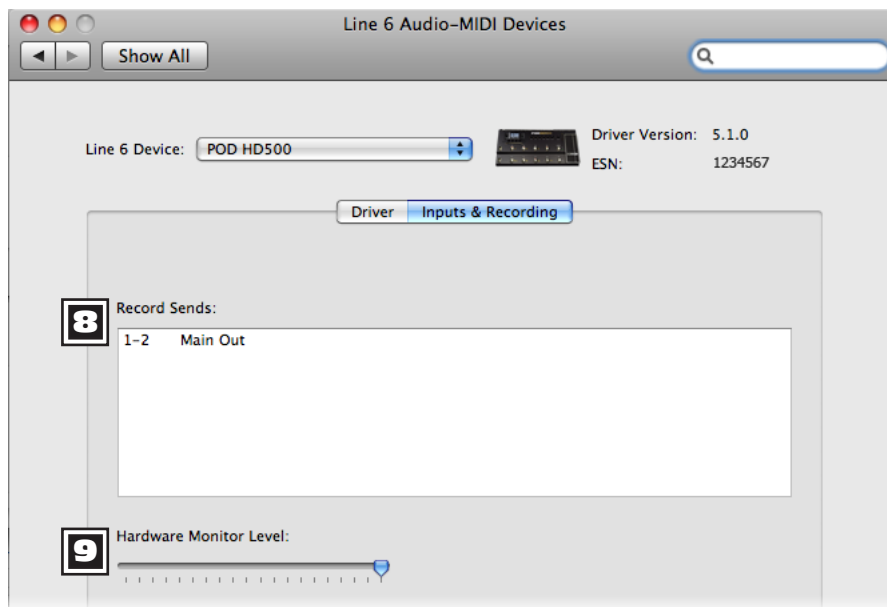 Line 6 Audio-MIDI Devices
Show All
Line 6 Device: POD HD500
Driver Version: 5.1.0
ESN: 1234567
Driver Inputs & Recording
8 Record Sends:
1-2 Main Out
9 Hardware Monitor Level: